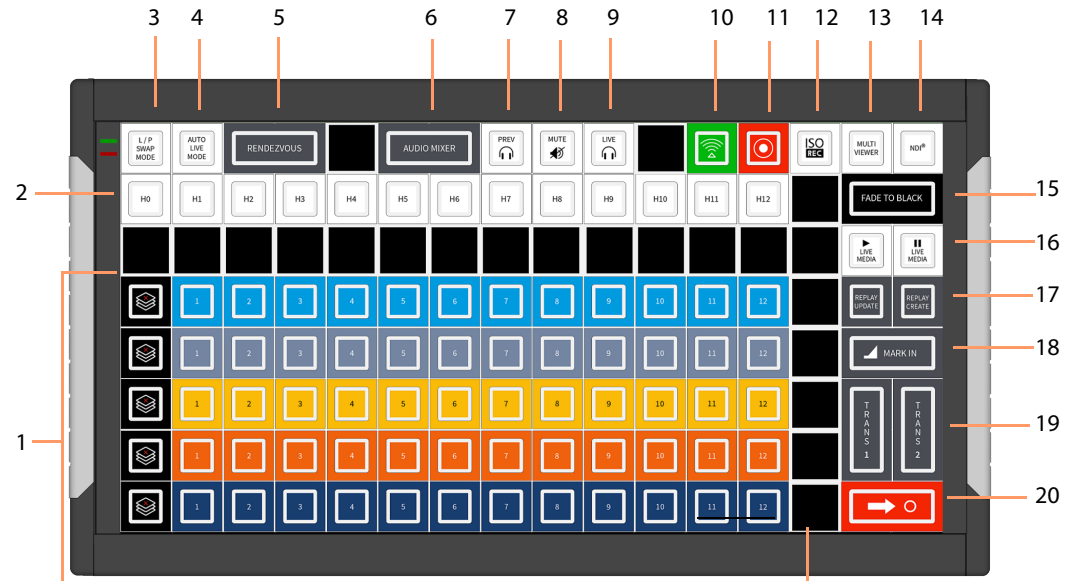 3 4 5 6 7 8 9 10 11 12 13 14
L / P SWAP MODE
AUTO LIVE MODE
RENDEZVOUS
AUDIO MIXER
PREV
MUTE
LIVE
ISO REC
MULTI VIEWER
NDI®
2
H0 H1 H2 H3 H4 H5 H6 H7 H8 H9 H10 H11 H12
FADE TO BLACK
15
LIVE MEDIA
LIVE MEDIA
16
1 2 3 4 5 6 7 8 9 10 11 12
REPLAY UPDATE
REPLAY CREATE
17
1 2 3 4 5 6 7 8 9 10 11 12
MARK IN
18
1 2 3 4 5 6 7 8 9 10 11 12
TRANS 1
TRANS 2
19
1
1 2 3 4 5 6 7 8 9 10 11 12
1 2 3 4 5 6 7 8 9 10 11 12
20